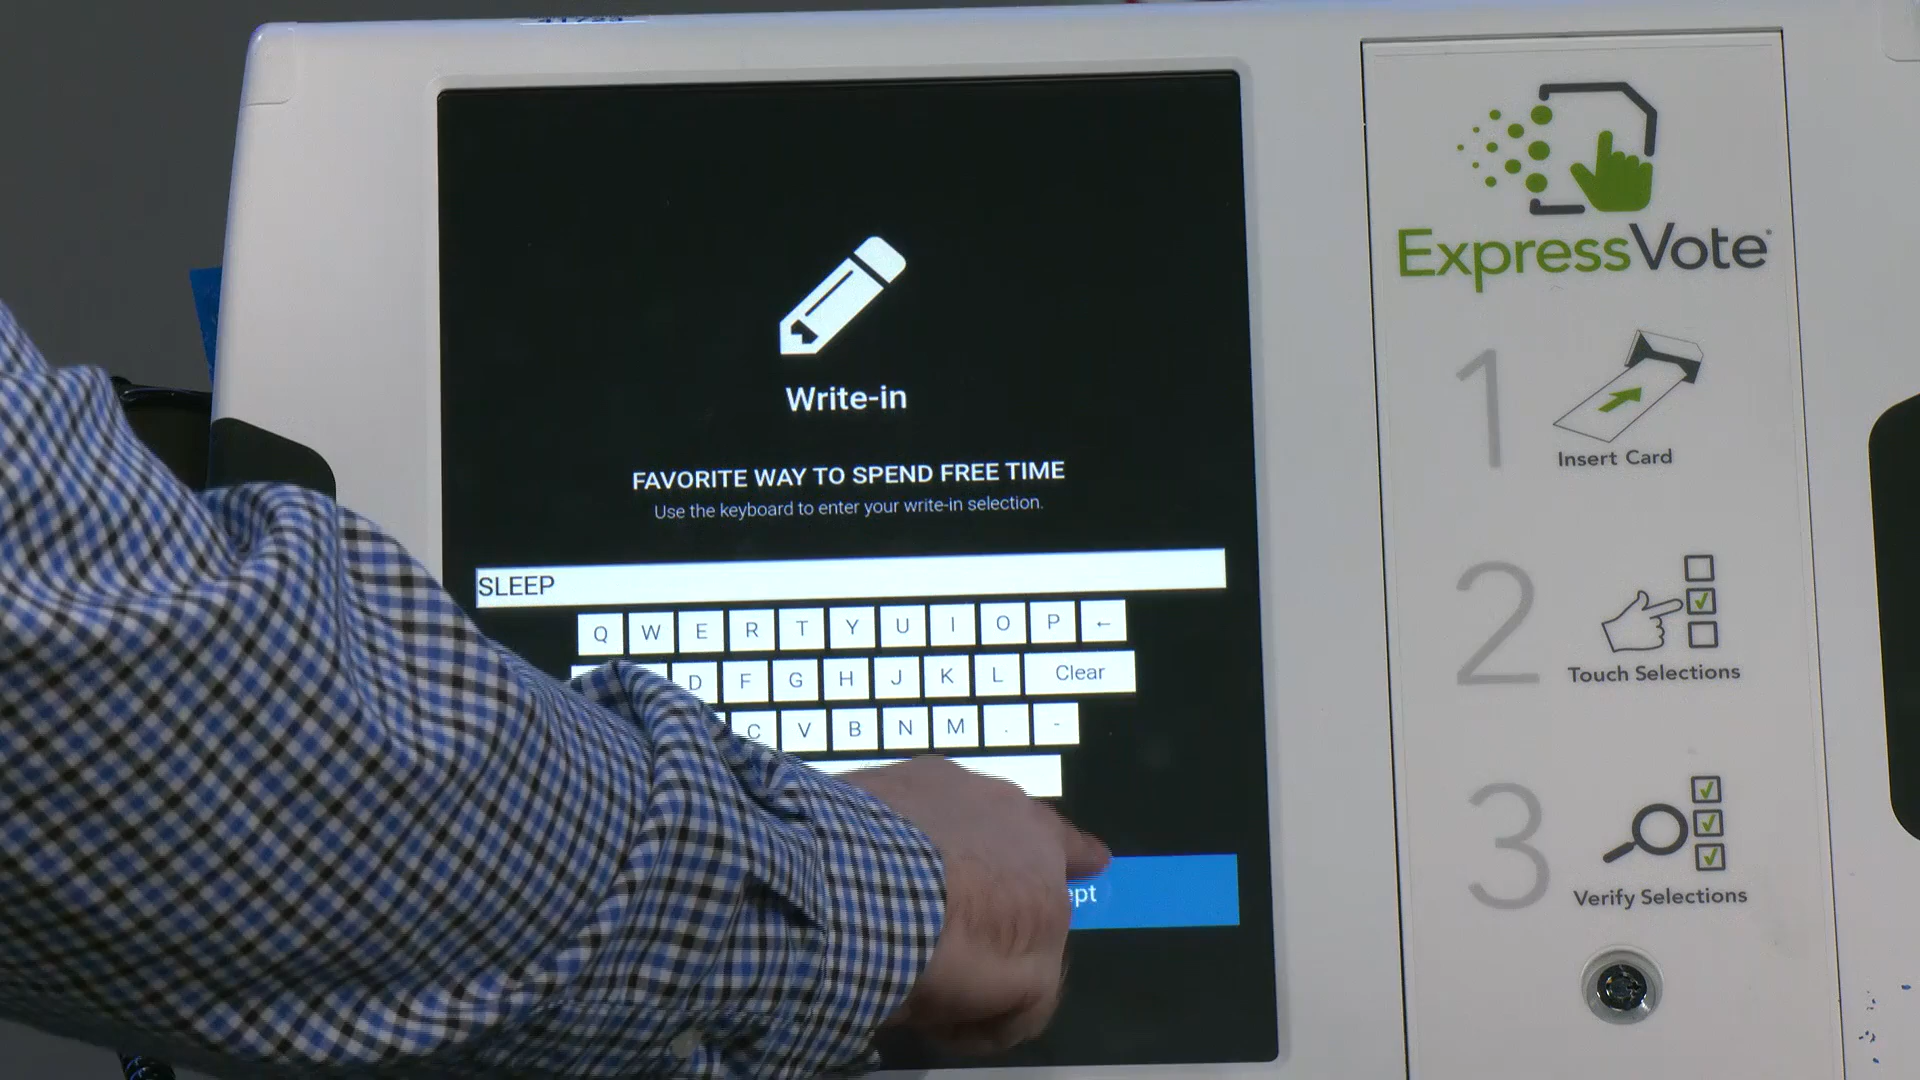 Write-in
FAVORITE WAY TO SPEND FREE TIME
Use the keyboard to enter your write-in selection.
SLEEP
Q W E R T Y U I O P ←
D F G H J K L Clear
C V B N M . -
ept
ExpressVote
1
Insert Card
2
Touch Selections
3
Verify Selections